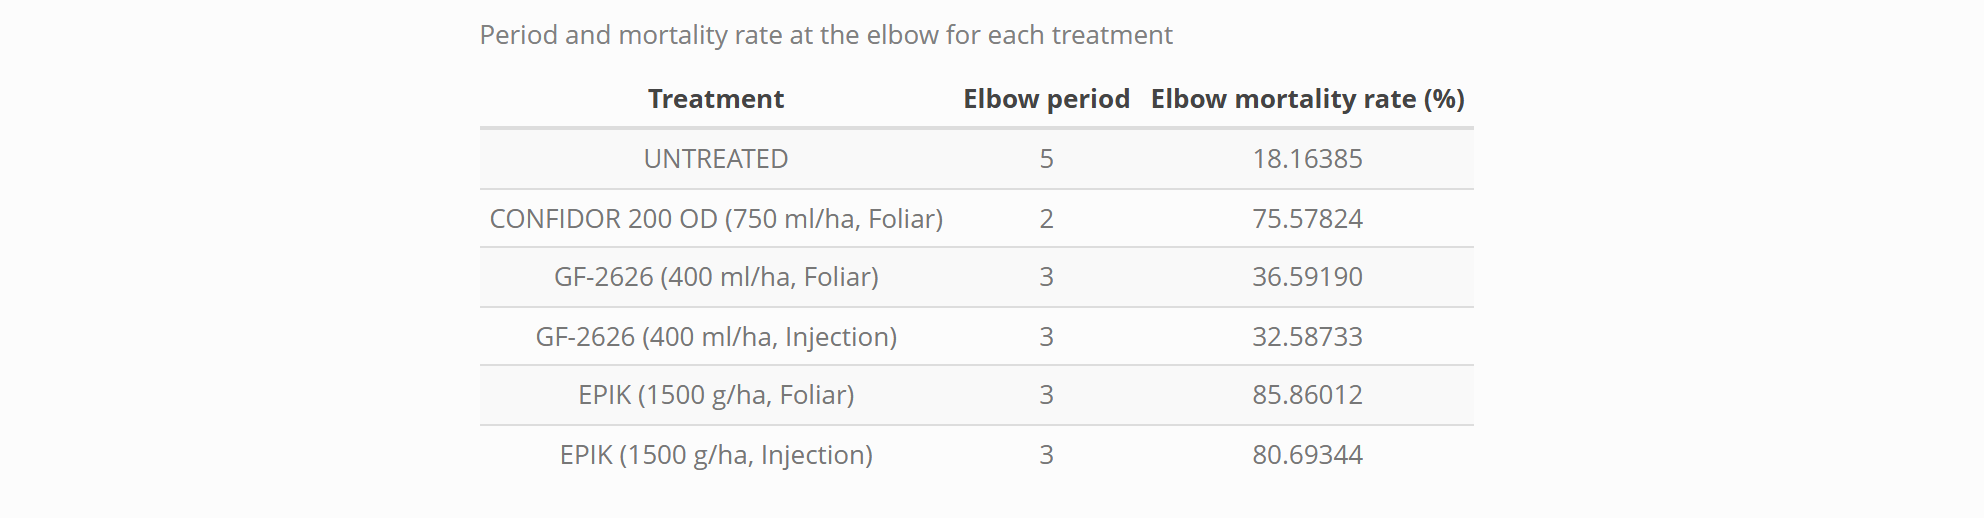 Period and mortality rate at the elbow for each treatment
Treatment Elbow period Elbow mortality rate (%)
UNTREATED 5 18.16385
CONFIDOR 200 OD (750 ml/ha, Foliar) 2 75.57824
GF-2626 (400 ml/ha, Foliar) 3 36.59190
GF-2626 (400 ml/ha, Injection) 3 32.58733
EPIK (1500 g/ha, Foliar) 3 85.86012
EPIK (1500 g/ha, Injection) 3 80.69344